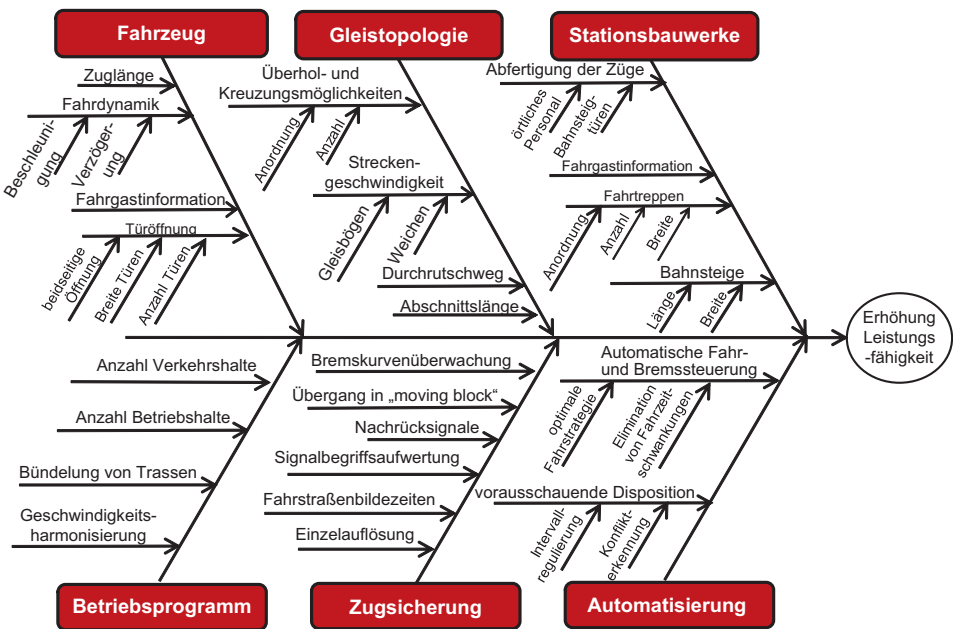 Fahrzeug
Gleistopologie
Stationsbauwerke
Zuglänge
Fahrdynamik
Beschleuni-
gung
Verzöger-
ung
Fahrgastinformation
Türöffnung
beidseitige
Öffnung
Breite Türen
Anzahl Türen
Überhol- und
Kreuzungsmöglichkeiten
Anordnung
Anzahl
Strecken-
geschwindigkeit
Gleisbögen
Weichen
Durchrutschweg
Abschnittslänge
Abfertigung der Züge
örtliches
Personal
Bahnsteig-
türen
Fahrgastinformation
Fahrtreppen
Anordnung
Anzahl
Breite
Bahnsteige
Länge
Breite
Erhöhung
Leistungs
-fähigkeit
Anzahl Verkehrshalte
Anzahl Betriebshalte
Bündelung von Trassen
Geschwindigkeits-
harmonisierung
Bremskurvenüberwachung
Übergang in „moving block“
Nachrücksignale
Signalbegriffsaufwertung
Fahrstraßenbildezeiten
Einzelauflösung
Automatische Fahr-
und Bremssteuerung
optimale
Fahrstrategie
Elimination
von Fahrzeit-
schwankungen
vorausschauende Disposition
Intervall-
regulierung
Konflikt-
erkennung
Betriebsprogramm
Zugsicherung
Automatisierung